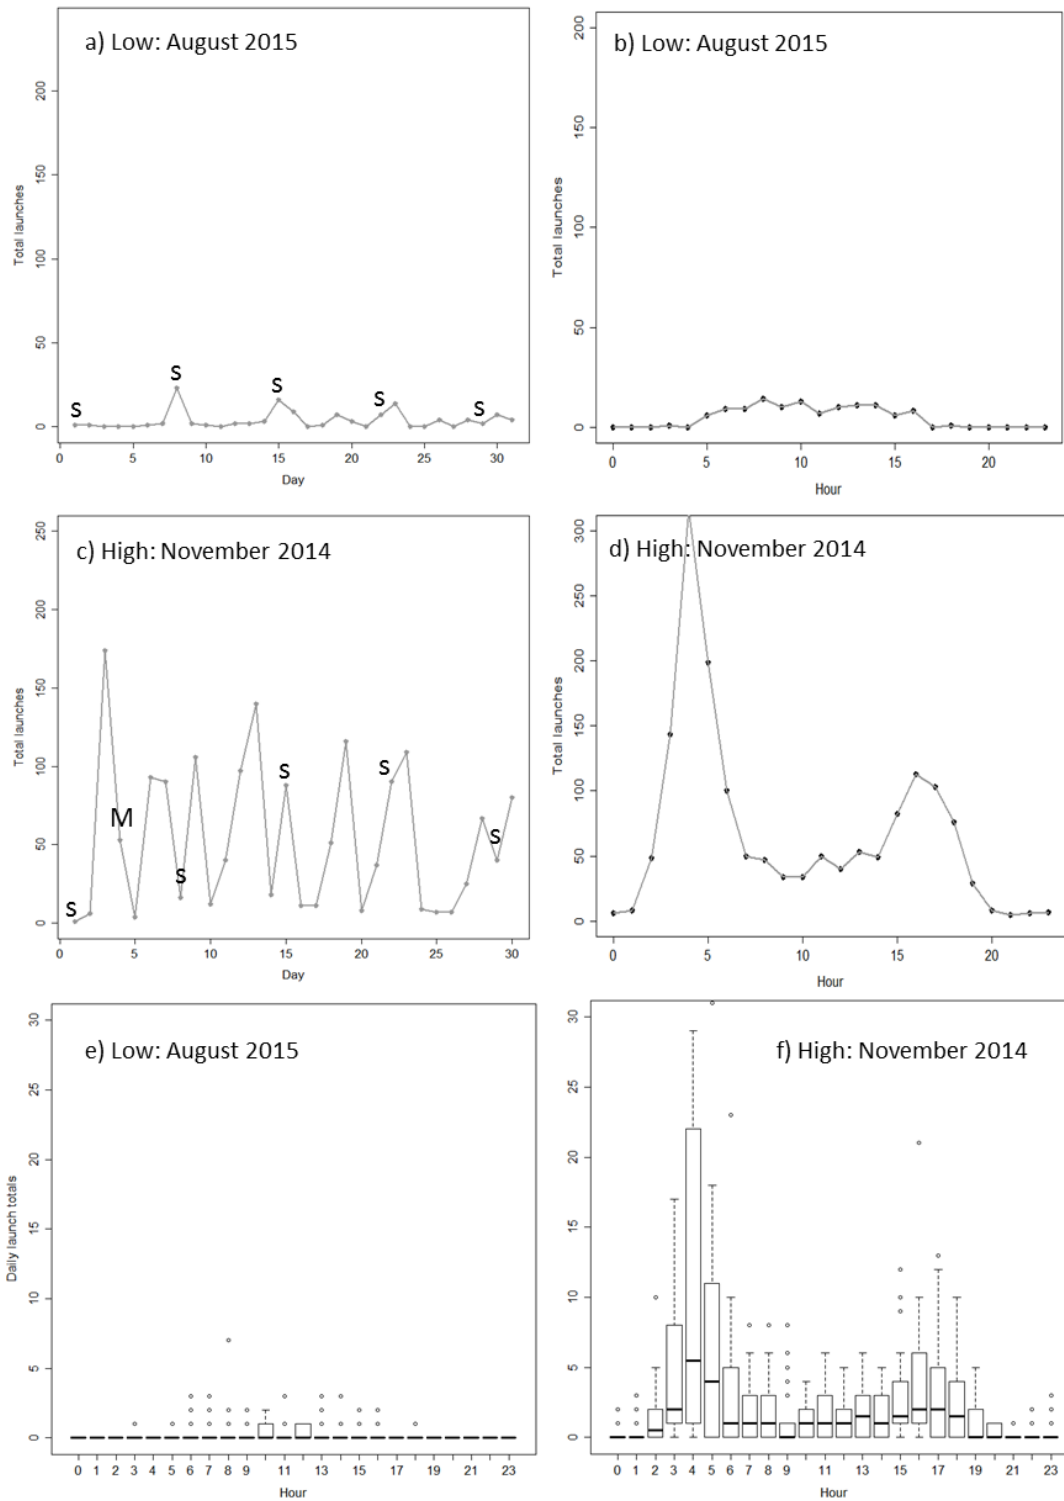 a) Low: August 2015
Total launches
200
150
100
50
0
S
S
S
S
S
0 5 10 15 20 25 30
Day
b) Low: August 2015
Total launches
200
150
100
50
0
0 5 10 15 20
Hour
c) High: November 2014
Total launches
250
200
150
100
50
0
S
M
S
S
S
S
0 5 10 15 20 25 30
Day
d) High: November 2014
Total launches
300
250
200
150
100
50
0
0 5 10 15 20
Hour
e) Low: August 2015
Daily launch totals
30
25
20
15
10
5
0
0 1 2 3 4 5 6 7 8 9 11 13 15 17 19 21 23
Hour
f) High: November 2014
30
25
20
15
10
5
0
0 1 2 3 4 5 6 7 8 9 11 13 15 17 19 21 23
Hour